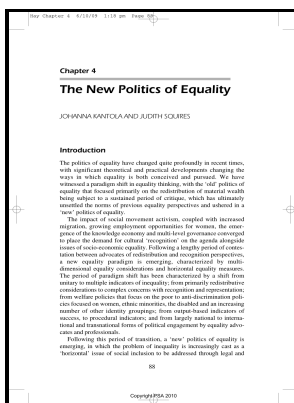 Hay Chapter 4  6/10/09  1:18 pm  Page 88
Chapter 4
The New Politics of Equality
JOHANNA KANTOLA AND JUDITH SQUIRES
Introduction
The politics of equality have changed quite profoundly in recent times,
with significant theoretical and practical developments changing the
ways in which equality is both conceived and pursued. We have
witnessed a paradigm shift in equality thinking, with the ‘old’ politics of
equality that focused primarily on the redistribution of material wealth
being subject to a sustained period of critique, which has ultimately
unsettled the norms of previous equality perspectives and ushered in a
‘new’ politics of equality.
The impact of social movement activism, coupled with increased
migration, growing employment opportunities for women, the emer-
gence of the knowledge economy and multi-level governance converged
to place the demand for cultural ‘recognition’ on the agenda alongside
issues of socio-economic equality. Following a lengthy period of contes-
tation between advocates of redistribution and recognition perspectives,
a new equality paradigm is emerging, characterized by multi-
dimensional equality considerations and horizontal equality measures.
The period of paradigm shift has been characterized by a shift from
unitary to multiple indicators of inequality; from primarily redistributive
considerations to complex concerns with recognition and representation;
from welfare policies that focus on the poor to anti-discrimination poli-
cies focused on women, ethnic minorities, the disabled and an increasing
number of other identity groupings; from output-based indicators of
success, to procedural indicators; and from largely national to interna-
tional and transnational forms of political engagement by equality advo-
cates and professionals.
Following this period of transition, a ‘new’ politics of equality is
emerging, in which the problem of inequality is increasingly cast as a
‘horizontal’ issue of social inclusion to be addressed through legal and
88
Copyright PSA 2010